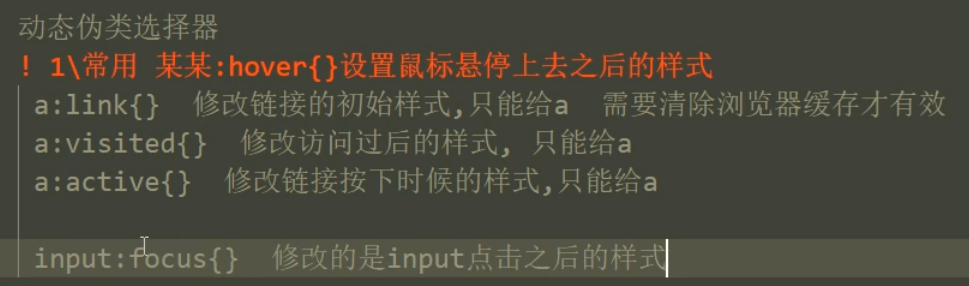 动态伪类选择器
! 1\常用 某某:hover{}设置鼠标悬停上去之后的样式
a:link{} 修改链接的初始样式,只能给a 需要清除浏览器缓存才有效
a:visited{} 修改访问过后的样式, 只能给a
a:active{} 修改链接按下时候的样式,只能给a
input:focus{} 修改的是input点击之后的样式